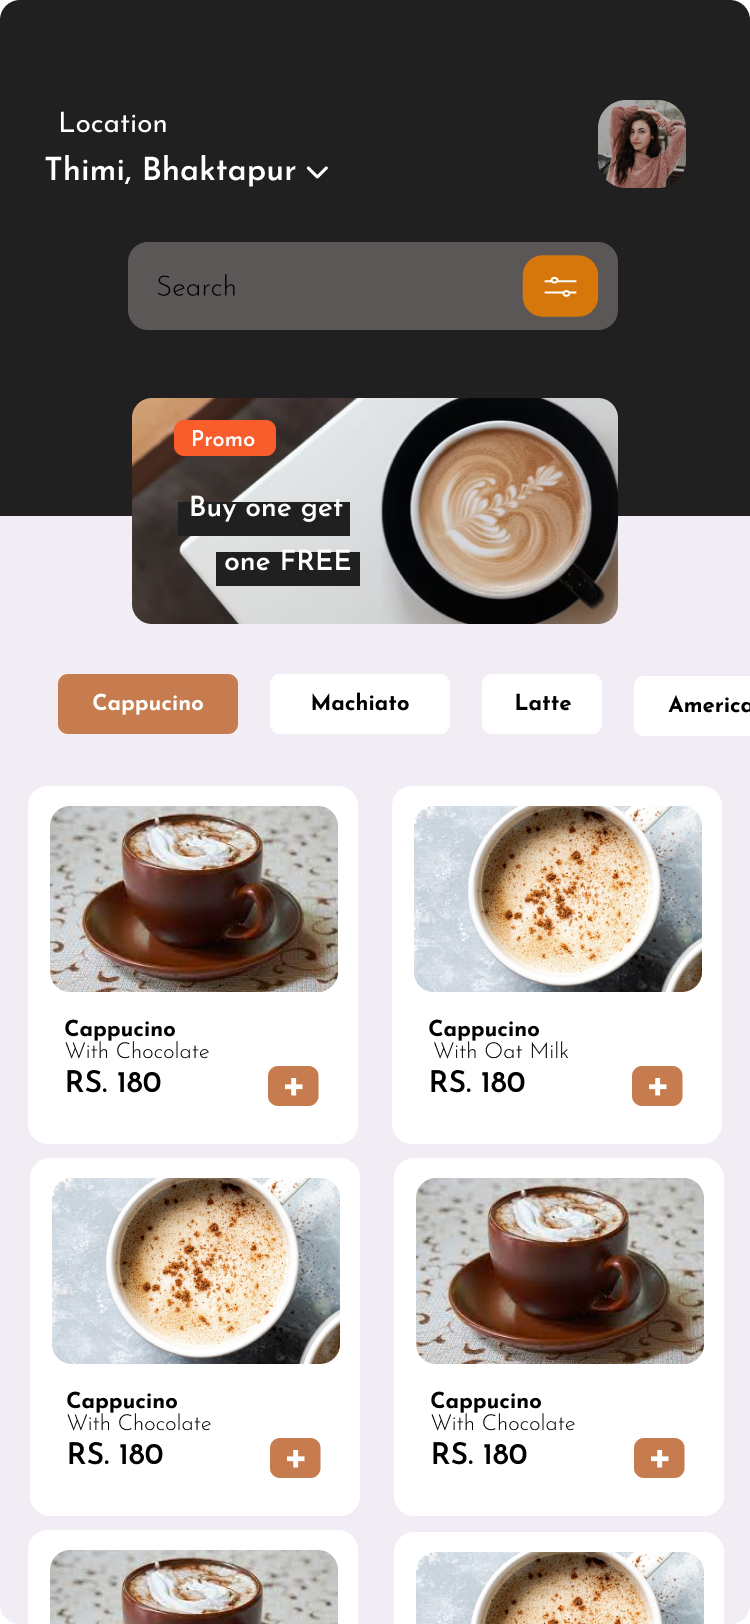 Location
Thimi, Bhaktapur
Search
Promo
Buy one get
one FREE
Cappucino
Machiato
Latte
America
Cappucino
With Chocolate
RS. 180
Cappucino
With Oat Milk
RS. 180
Cappucino
With Chocolate
RS. 180
Cappucino
With Chocolate
RS. 180